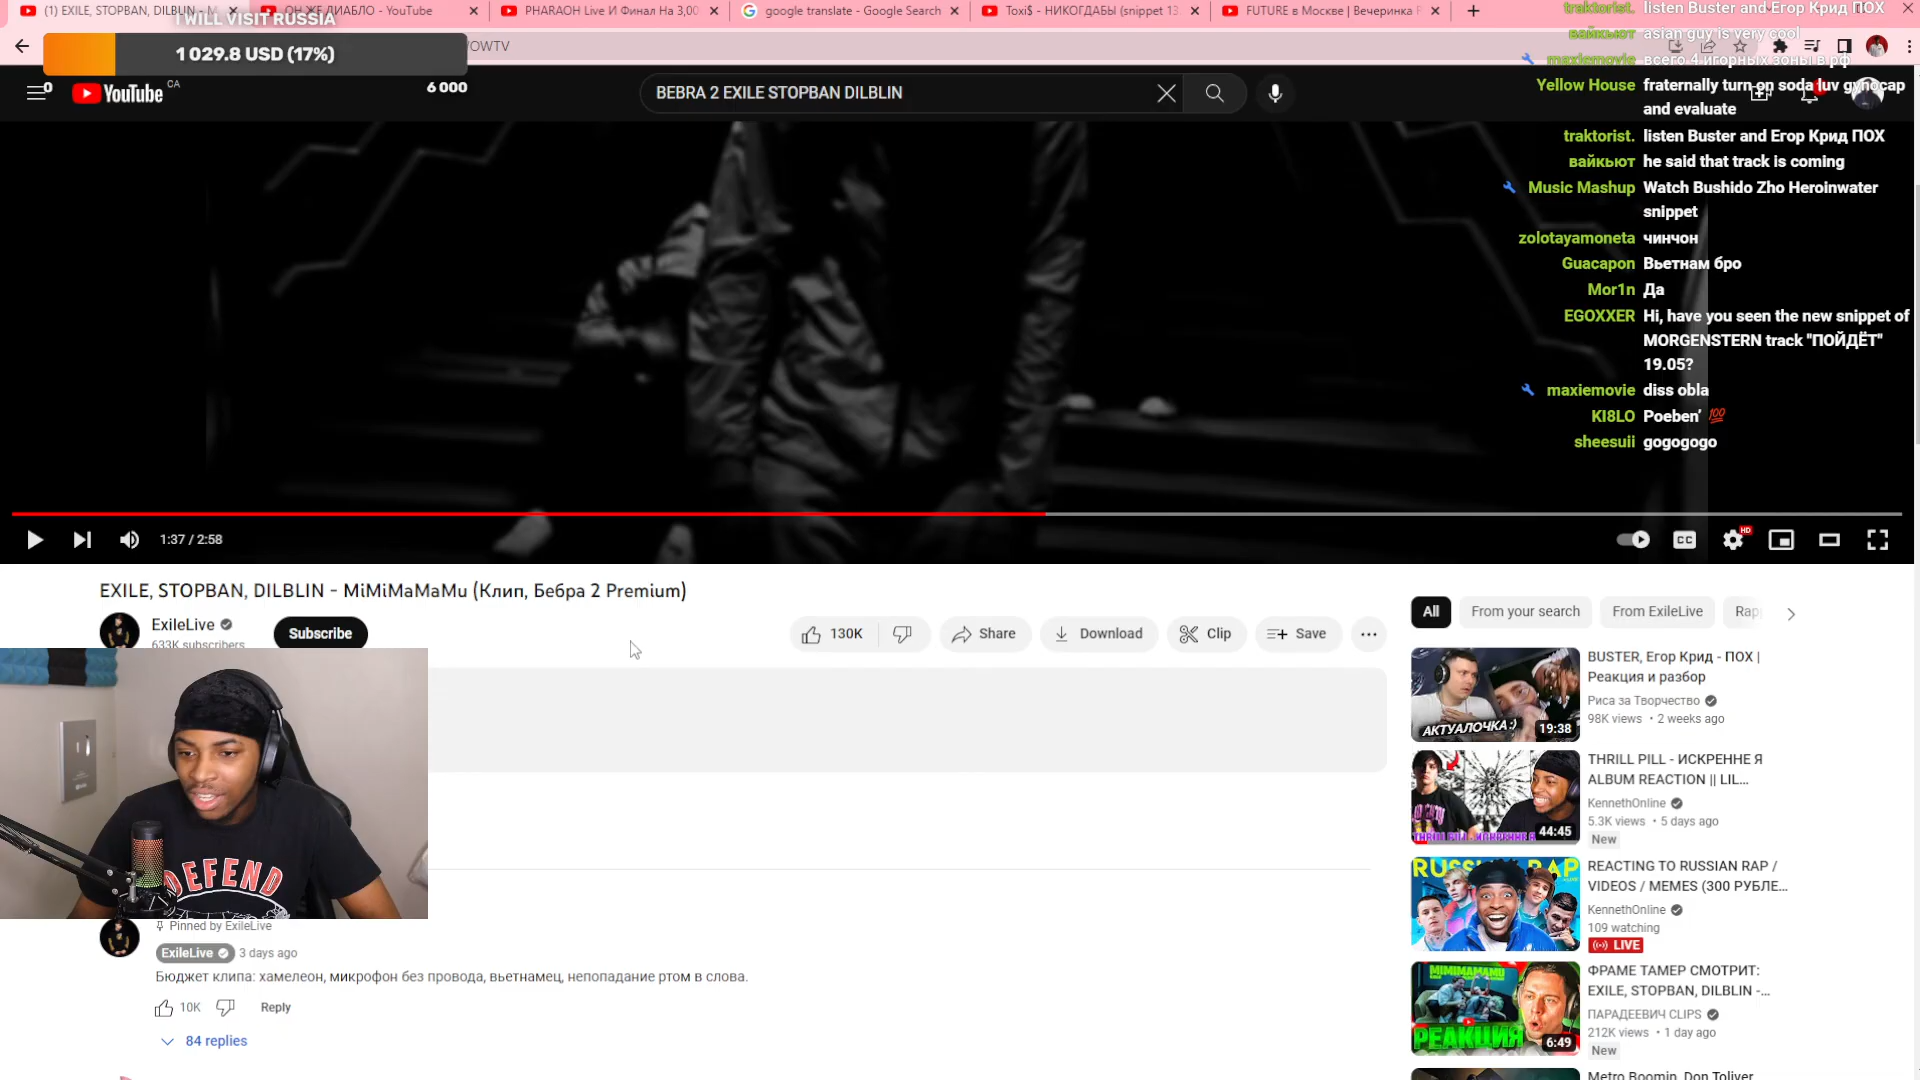 (1) EXILE, STOPBAN, DILBLIN - M
ОН ЖЕ ДИАБЛО - YouTube
PHARAOH Live И Финал На 3,00
google translate - Google Search
Toxi$ - НИКОГДАБЫ (snippet 13.
FUTURE в Москве | Вечеринка
I WILL VISIT RUSSIA
1 029.8 USD (17%)
0
6 000
/OWTV
YouTube CA
BEBRA 2 EXILE STOPBAN DILBLIN
traktorist. listen Buster and Егор Крид ПОХ
вайкьют asian guy is very cool
maxiemovie всего 4 игорных зоны в рф
Yellow House fraternally turn on soda luv gynocap
and evaluate
traktorist. listen Buster and Егор Крид ПОХ
вайкьют he said that track is coming
Music Mashup Watch Bushido Zho Heroinwater
snippet
zolotayamoneta чинчон
Guacapon Вьетнам бро
Mor1n Да
EGOXXER Hi, have you seen the new snippet of
MORGENSTERN track "ПОЙДЁТ"
19.05?
maxiemovie diss obla
KI8LO Poeben’ 💯
sheesuii gogogogo
1:37 / 2:58
CC
HD
EXILE, STOPBAN, DILBLIN - MiMiMaMaMu (Клип, Бебра 2 Premium)
ExileLive
633K subscribers
Subscribe
130K
Share
Download
Clip
Save
All
From your search
From ExileLive
Rap
BUSTER, Егор Крид - ПОХ |
Реакция и разбор
Риса за Творчество
98K views • 2 weeks ago
АКТУАЛОЧКА:)
19:38
THRILL PILL - ИСКРЕННЕ Я
ALBUM REACTION || LIL...
KennethOnline
5.3K views • 5 days ago
New
44:45
REACTING TO RUSSIAN RAP /
VIDEOS / MEMES (300 РУБЛЕ...
KennethOnline
109 watching
LIVE
ФРАМЕ ТАМЕР СМОТРИТ:
EXILE, STOPBAN, DILBLIN -...
ПАРАДЕЕВИЧ CLIPS
212K views • 1 day ago
New
MIMIMAMAMU
РЕАКЦИЯ
6:49
Metro Boomin, Don Toliver
DEFEND
Pinned by ExileLive
ExileLive
3 days ago
Бюджет клипа: хамелеон, микрофон без провода, вьетнамец, непопадание ртом в слова.
10K
Reply
84 replies